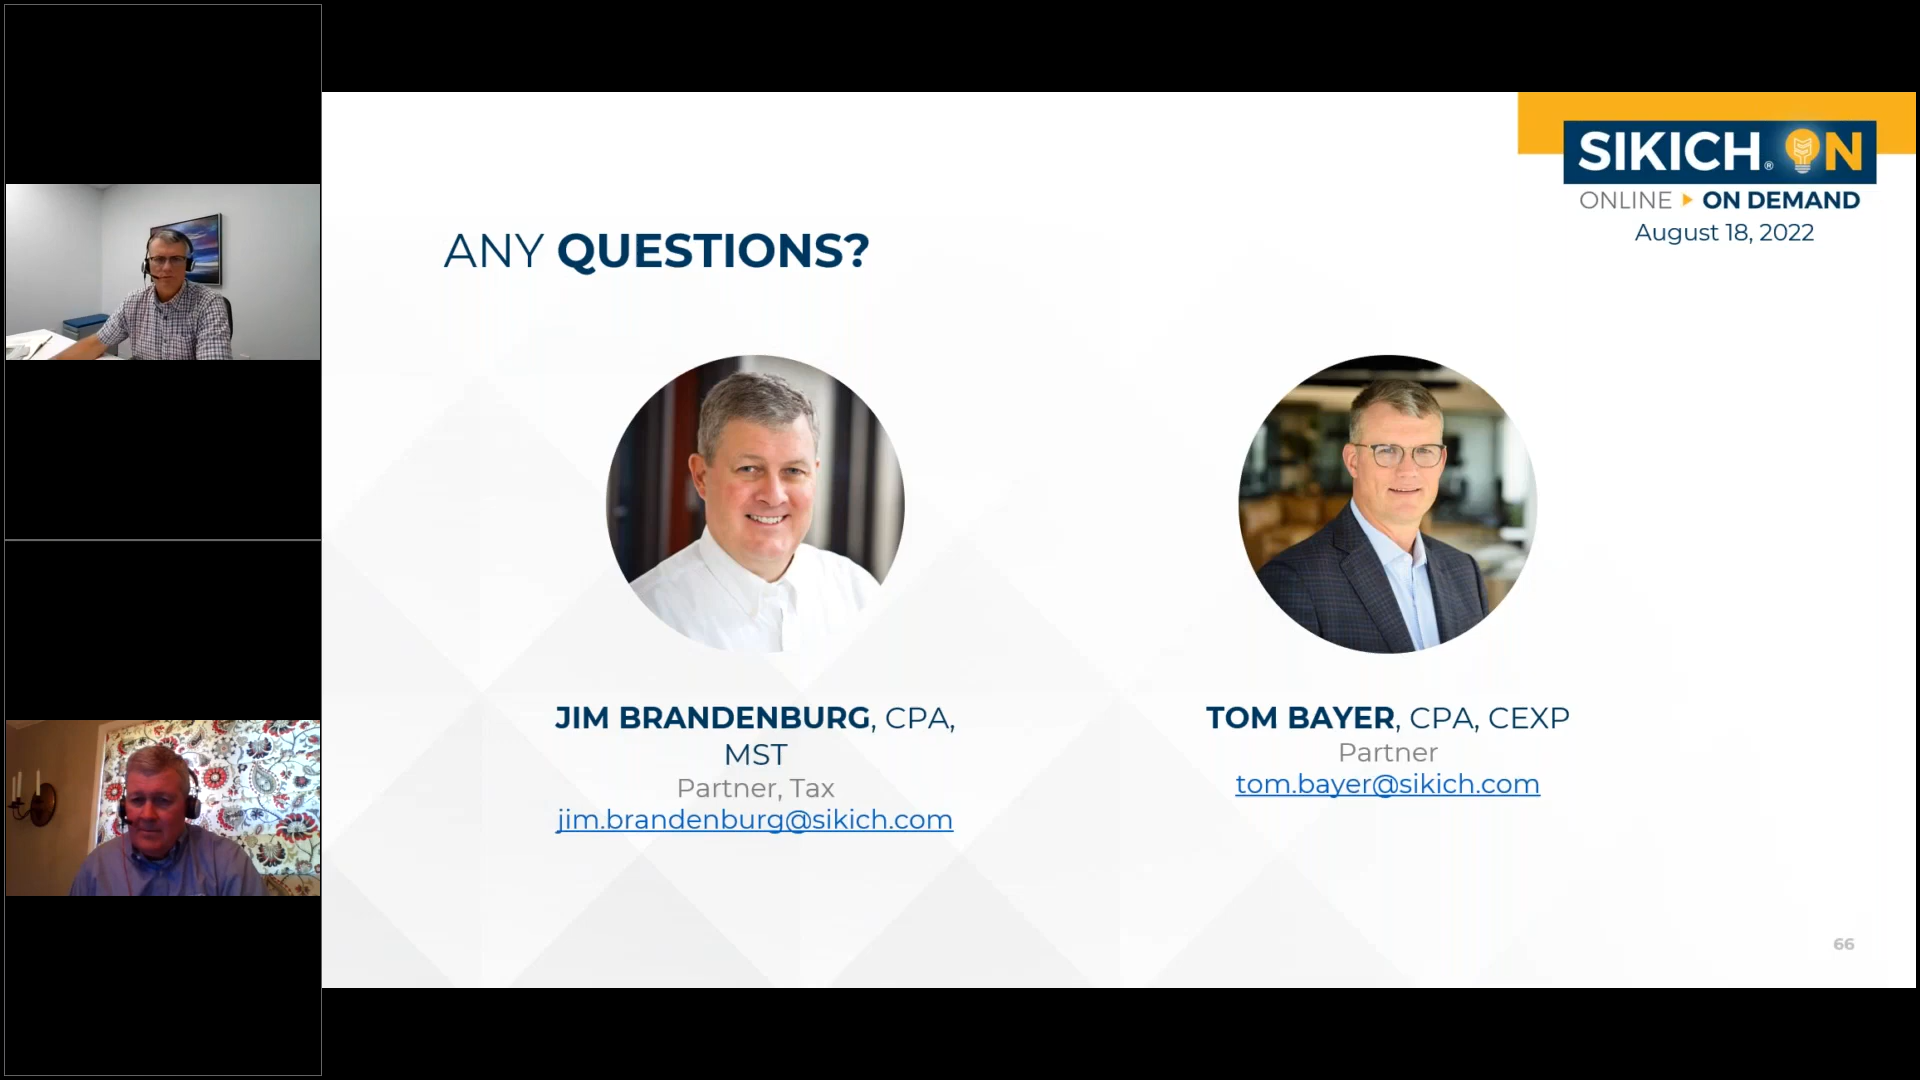 SIKICH® ON
ONLINE ▸ ON DEMAND
August 18, 2022
ANY QUESTIONS?
JIM BRANDENBURG, CPA,
MST
Partner, Tax
jim.brandenburg@sikich.com
TOM BAYER, CPA, CEXP
Partner
tom.bayer@sikich.com
66